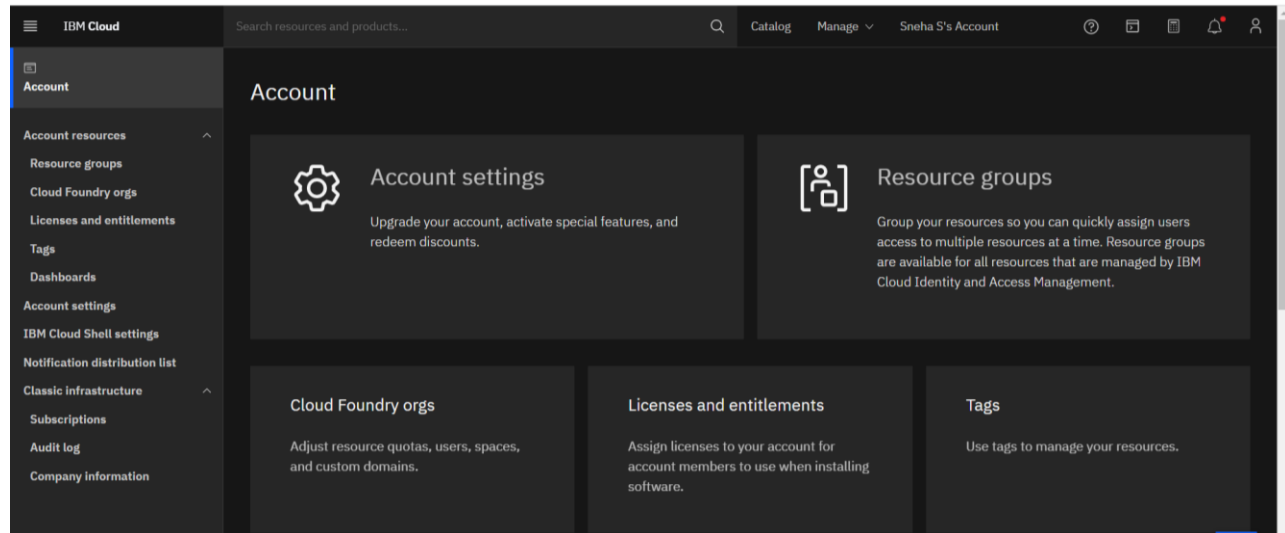 IBM Cloud
Search resources and products...
Catalog
Manage
Sneha S's Account
Account
Account resources
Resource groups
Cloud Foundry orgs
Licenses and entitlements
Tags
Dashboards
Account settings
IBM Cloud Shell settings
Notification distribution list
Classic infrastructure
Subscriptions
Audit log
Company information
Account
Account settings
Upgrade your account, activate special features, and
redeem discounts.
Resource groups
Group your resources so you can quickly assign users
access to multiple resources at a time. Resource groups
are available for all resources that are managed by IBM
Cloud Identity and Access Management.
Cloud Foundry orgs
Adjust resource quotas, users, spaces,
and custom domains.
Licenses and entitlements
Assign licenses to your account for
account members to use when installing
software.
Tags
Use tags to manage your resources.